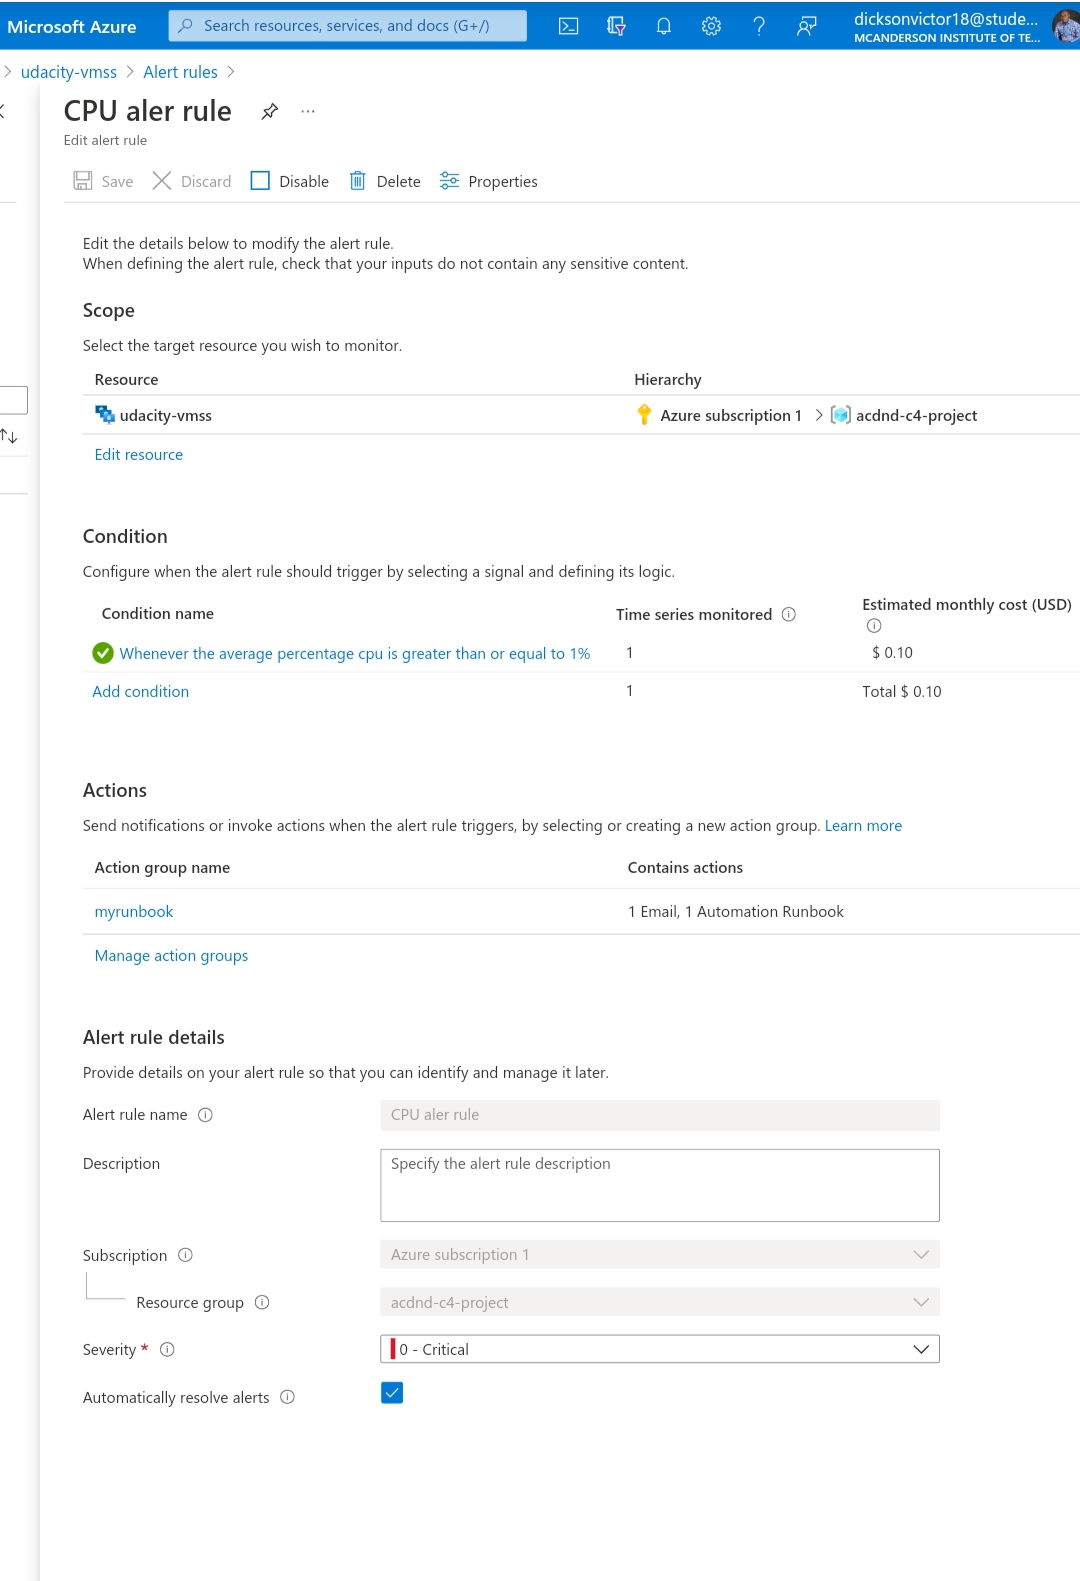 Microsoft Azure
Search resources, services, and docs (G+/)
dicksonvictor18@stude...
MCANDERSON INSTITUTE OF TE...
udacity-vmss > Alert rules >
CPU aler rule
Edit alert rule
Save Discard Disable Delete Properties
Edit the details below to modify the alert rule.
When defining the alert rule, check that your inputs do not contain any sensitive content.
Scope
Select the target resource you wish to monitor.
Resource Hierarchy
udacity-vmss Azure subscription 1 > acdnd-c4-project
Edit resource
Condition
Configure when the alert rule should trigger by selecting a signal and defining its logic.
Condition name Time series monitored Estimated monthly cost (USD)
Whenever the average percentage cpu is greater than or equal to 1% 1 $ 0.10
Add condition 1 Total $ 0.10
Actions
Send notifications or invoke actions when the alert rule triggers, by selecting or creating a new action group. Learn more
Action group name Contains actions
myrunbook 1 Email, 1 Automation Runbook
Manage action groups
Alert rule details
Provide details on your alert rule so that you can identify and manage it later.
Alert rule name CPU aler rule
Description Specify the alert rule description
Subscription Azure subscription 1
Resource group acdnd-c4-project
Severity * 0 - Critical
Automatically resolve alerts